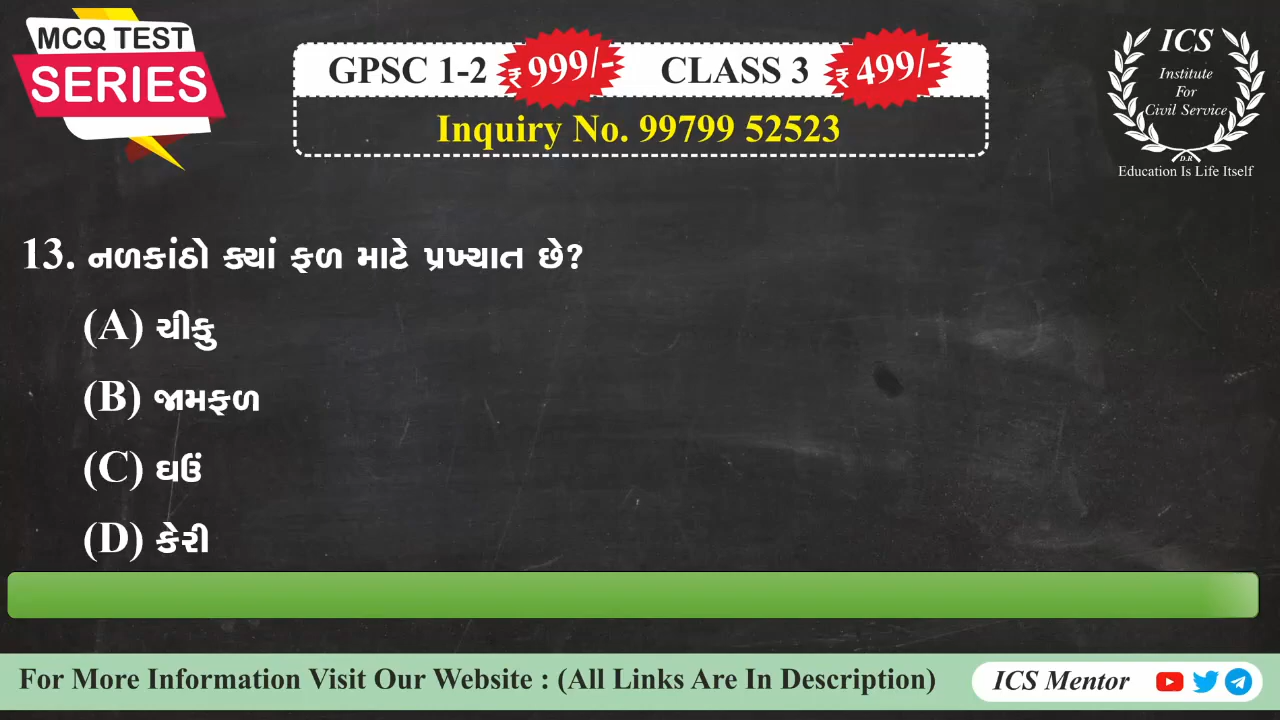 MCQ TEST
SERIES
GPSC 1-2 ₹ 999/- CLASS 3 ₹ 499/-
Inquiry No. 99799 52523
ICS
Institute
For
Civil Service
D.R
Education Is Life Itself
13. નળકાંઠો ક્યાં ફળ માટે પ્રખ્યાત છે?
(A) ચીકુ
(B) જામફળ
(C) ઘઉં
(D) કેરી
For More Information Visit Our Website : (All Links Are In Description)
ICS Mentor